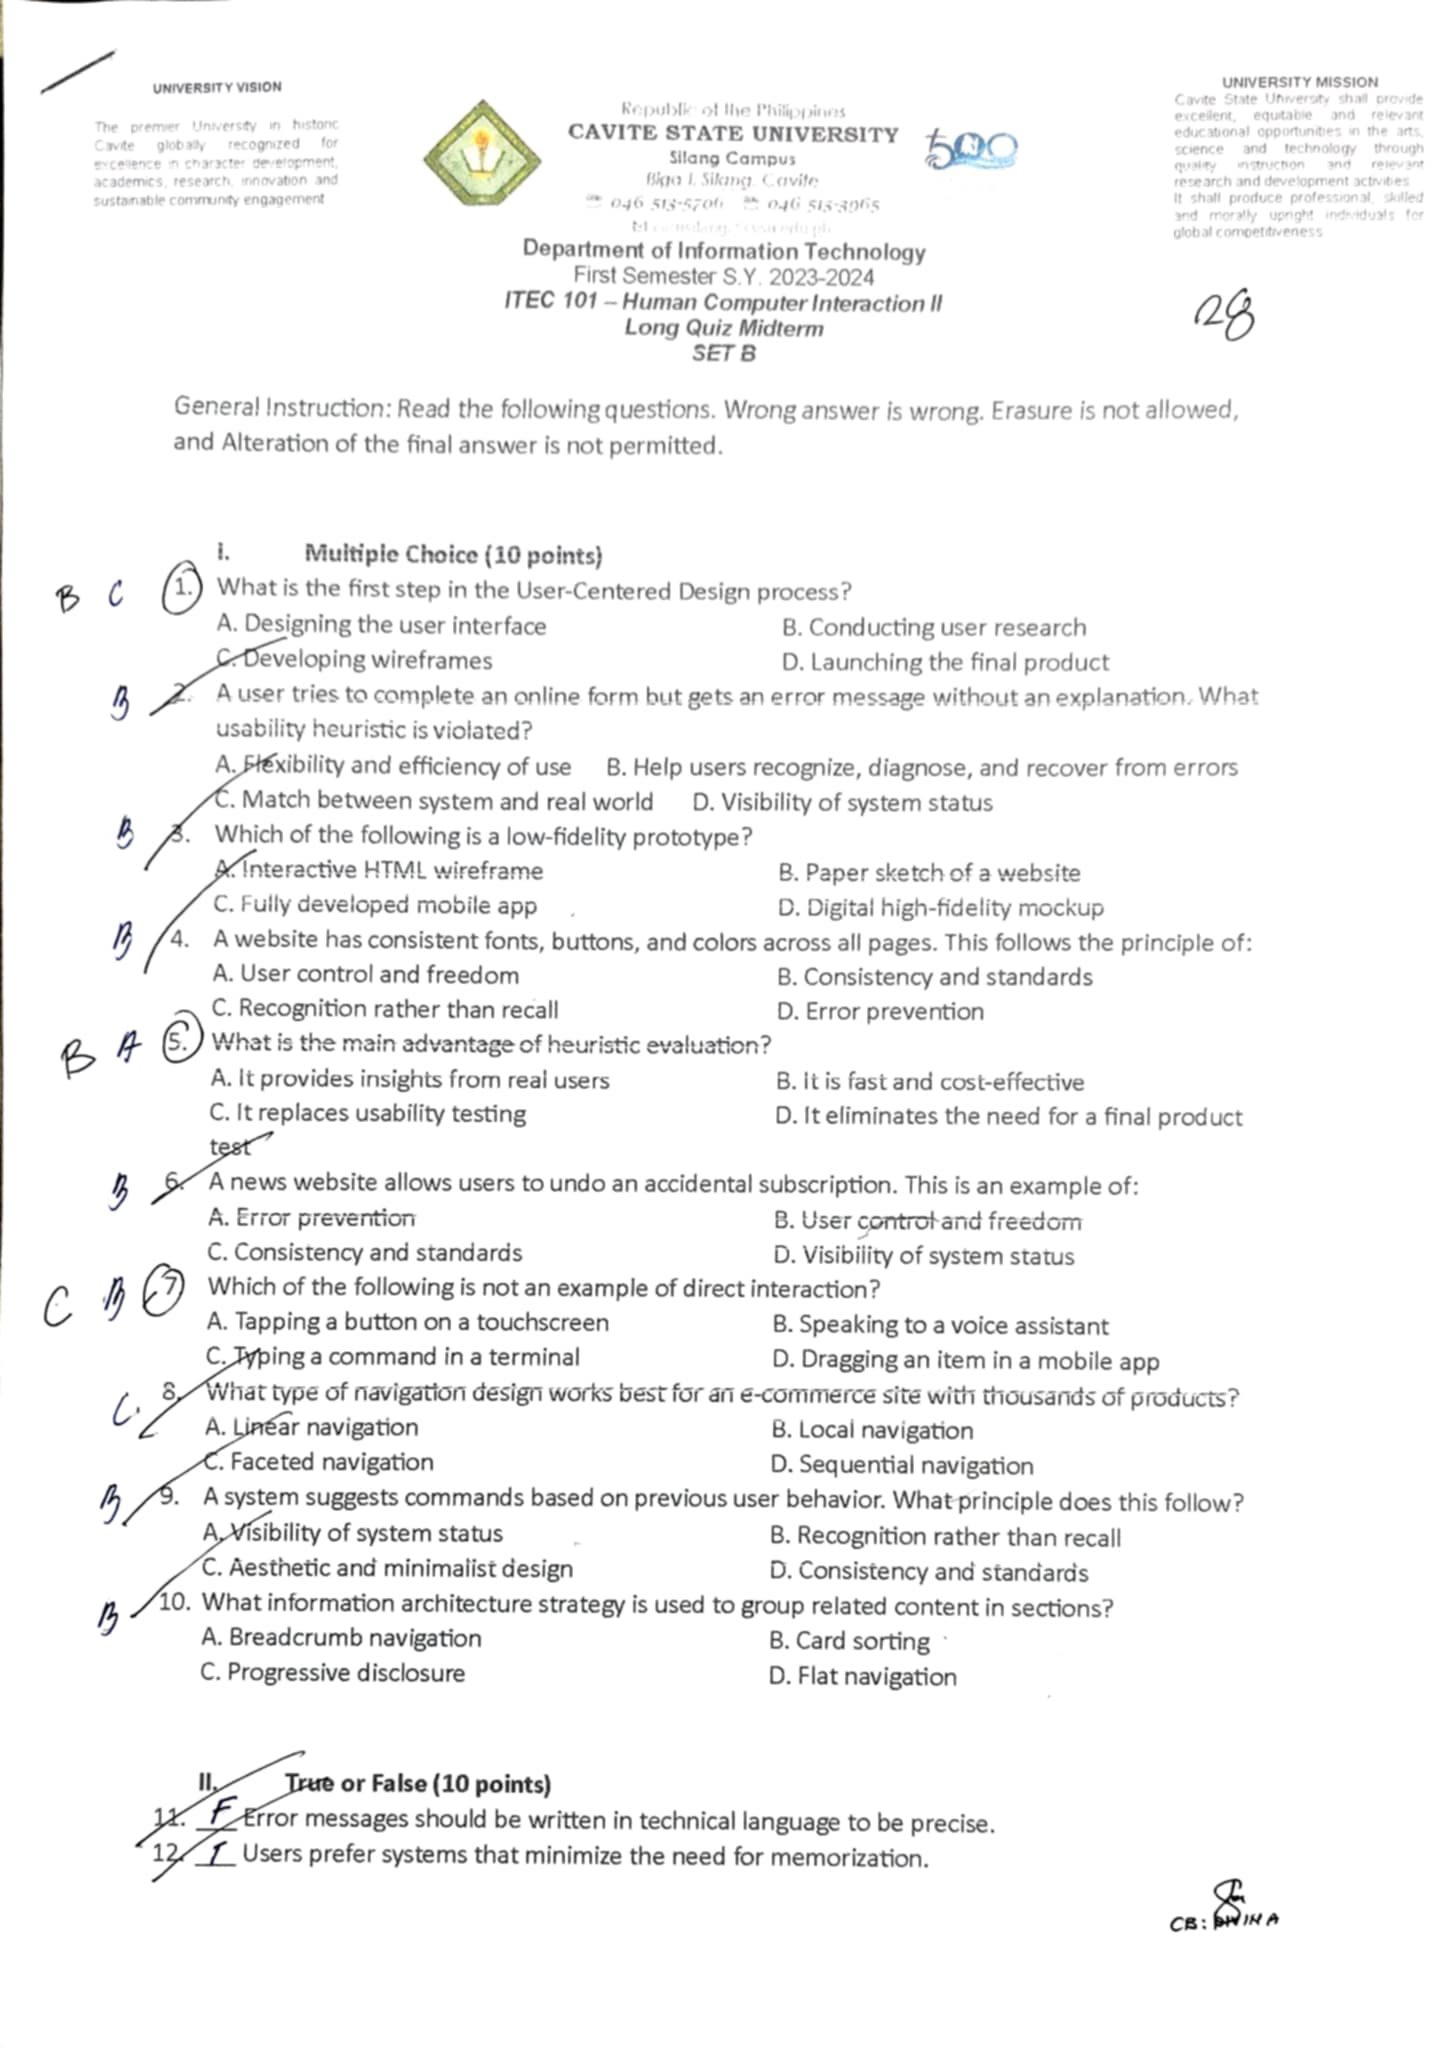 UNIVERSITY VISION
The premier University in historic
Cavite globally recognized for
excellence in character development,
academics, research, innovation and
sustainable community engagement
Republic of the Philippines
CAVITE STATE UNIVERSITY
Silang Campus
Biga I, Silang, Cavite
☎ 046 513-5706 ☎ 046 513-3965
500
Department of Information Technology
First Semester S.Y. 2023-2024
ITEC 101 – Human Computer Interaction II
Long Quiz Midterm
SET B
UNIVERSITY MISSION
Cavite State University shall provide
excellent, equitable and relevant
educational opportunities in the arts,
science and technology through
quality instruction and relevant
research and development activities
It shall produce professional, skilled
and morally upright individuals for
global competitiveness
28
General Instruction: Read the following questions. Wrong answer is wrong. Erasure is not allowed,
and Alteration of the final answer is not permitted.
I. Multiple Choice (10 points)
B C 1. What is the first step in the User-Centered Design process?
A. Designing the user interface B. Conducting user research
C. Developing wireframes D. Launching the final product
B 2. A user tries to complete an online form but gets an error message without an explanation. What
usability heuristic is violated?
A. Flexibility and efficiency of use B. Help users recognize, diagnose, and recover from errors
C. Match between system and real world D. Visibility of system status
B 3. Which of the following is a low-fidelity prototype?
A. Interactive HTML wireframe B. Paper sketch of a website
C. Fully developed mobile app D. Digital high-fidelity mockup
B 4. A website has consistent fonts, buttons, and colors across all pages. This follows the principle of:
A. User control and freedom B. Consistency and standards
C. Recognition rather than recall D. Error prevention
B A 5. What is the main advantage of heuristic evaluation?
A. It provides insights from real users B. It is fast and cost-effective
C. It replaces usability testing D. It eliminates the need for a final product
test
B 6. A news website allows users to undo an accidental subscription. This is an example of:
A. Error prevention B. User control and freedom
C. Consistency and standards D. Visibility of system status
C B 7. Which of the following is not an example of direct interaction?
A. Tapping a button on a touchscreen B. Speaking to a voice assistant
C. Typing a command in a terminal D. Dragging an item in a mobile app
C. 8. What type of navigation design works best for an e-commerce site with thousands of products?
A. Linear navigation B. Local navigation
C. Faceted navigation D. Sequential navigation
B 9. A system suggests commands based on previous user behavior. What principle does this follow?
A. Visibility of system status B. Recognition rather than recall
C. Aesthetic and minimalist design D. Consistency and standards
B 10. What information architecture strategy is used to group related content in sections?
A. Breadcrumb navigation B. Card sorting
C. Progressive disclosure D. Flat navigation
II. True or False (10 points)
11. F Error messages should be written in technical language to be precise.
12. T Users prefer systems that minimize the need for memorization.
CB: DIVINA